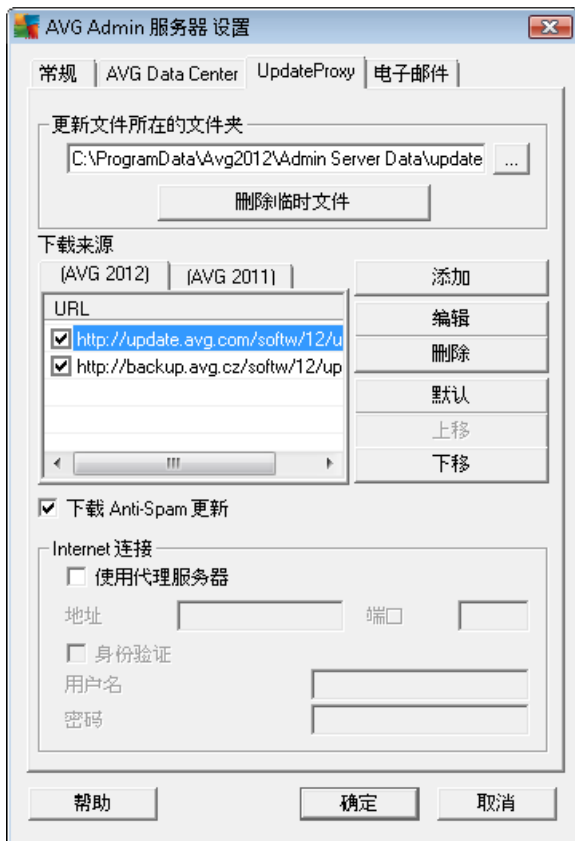 AVG Admin 服务器 设置
常规 AVG Data Center UpdateProxy 电子邮件
更新文件所在的文件夹
C:\ProgramData\Avg2012\Admin Server Data\update ...
删除临时文件
下载来源
(AVG 2012) (AVG 2011)
添加
URL
编辑
http://update.avg.com/softw/12/u
删除
http://backup.avg.cz/softw/12/up
默认
上移
下移
下载 Anti-Spam 更新
Internet 连接
使用代理服务器
地址 端口
身份验证
用户名
密码
帮助 确定 取消